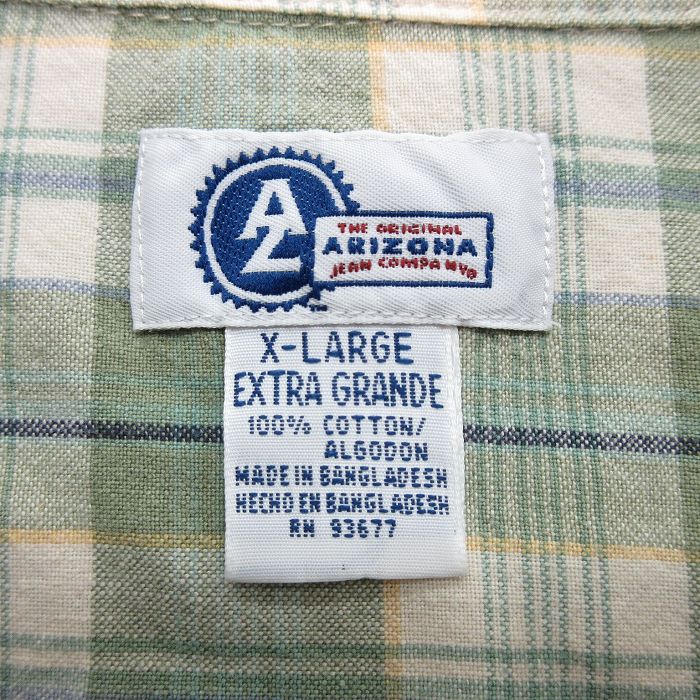 AZ
THE ORIGINAL
ARIZONA
JEAN COMPANY®
™
X-LARGE
EXTRA GRANDE
100% COTTON/
ALGODON
MADE IN BANGLADESH
HECHO EN BANGLADESH
RN 93677